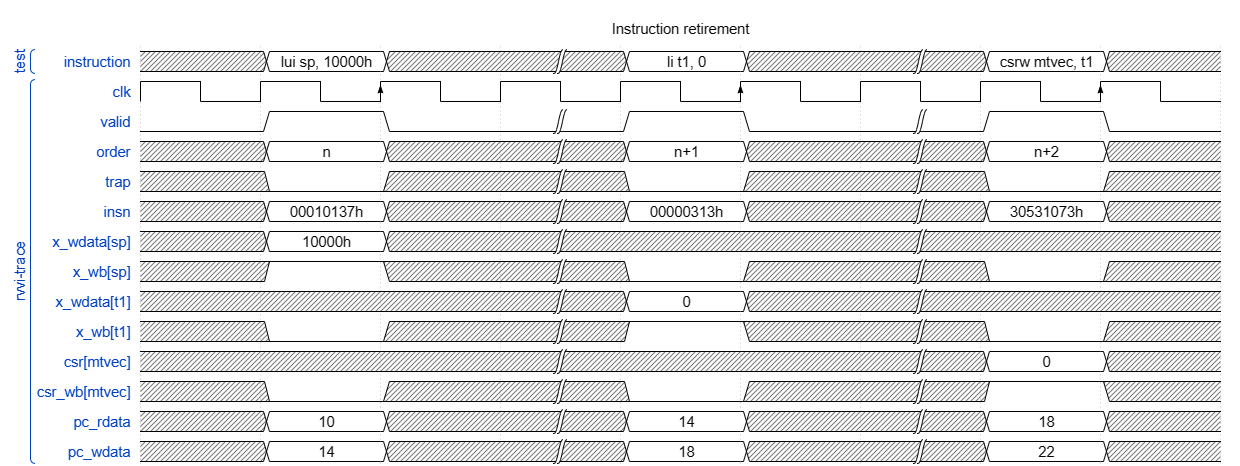 Instruction retirement
test
instruction lui sp, 10000h li t1, 0 csrw mtvec, t1
rvvi-trace
clk
valid
order n n+1 n+2
trap
insn 00010137h 00000313h 30531073h
x_wdata[sp] 10000h
x_wb[sp]
x_wdata[t1] 0
x_wb[t1]
csr[mtvec] 0
csr_wb[mtvec]
pc_rdata 10 14 18
pc_wdata 14 18 22